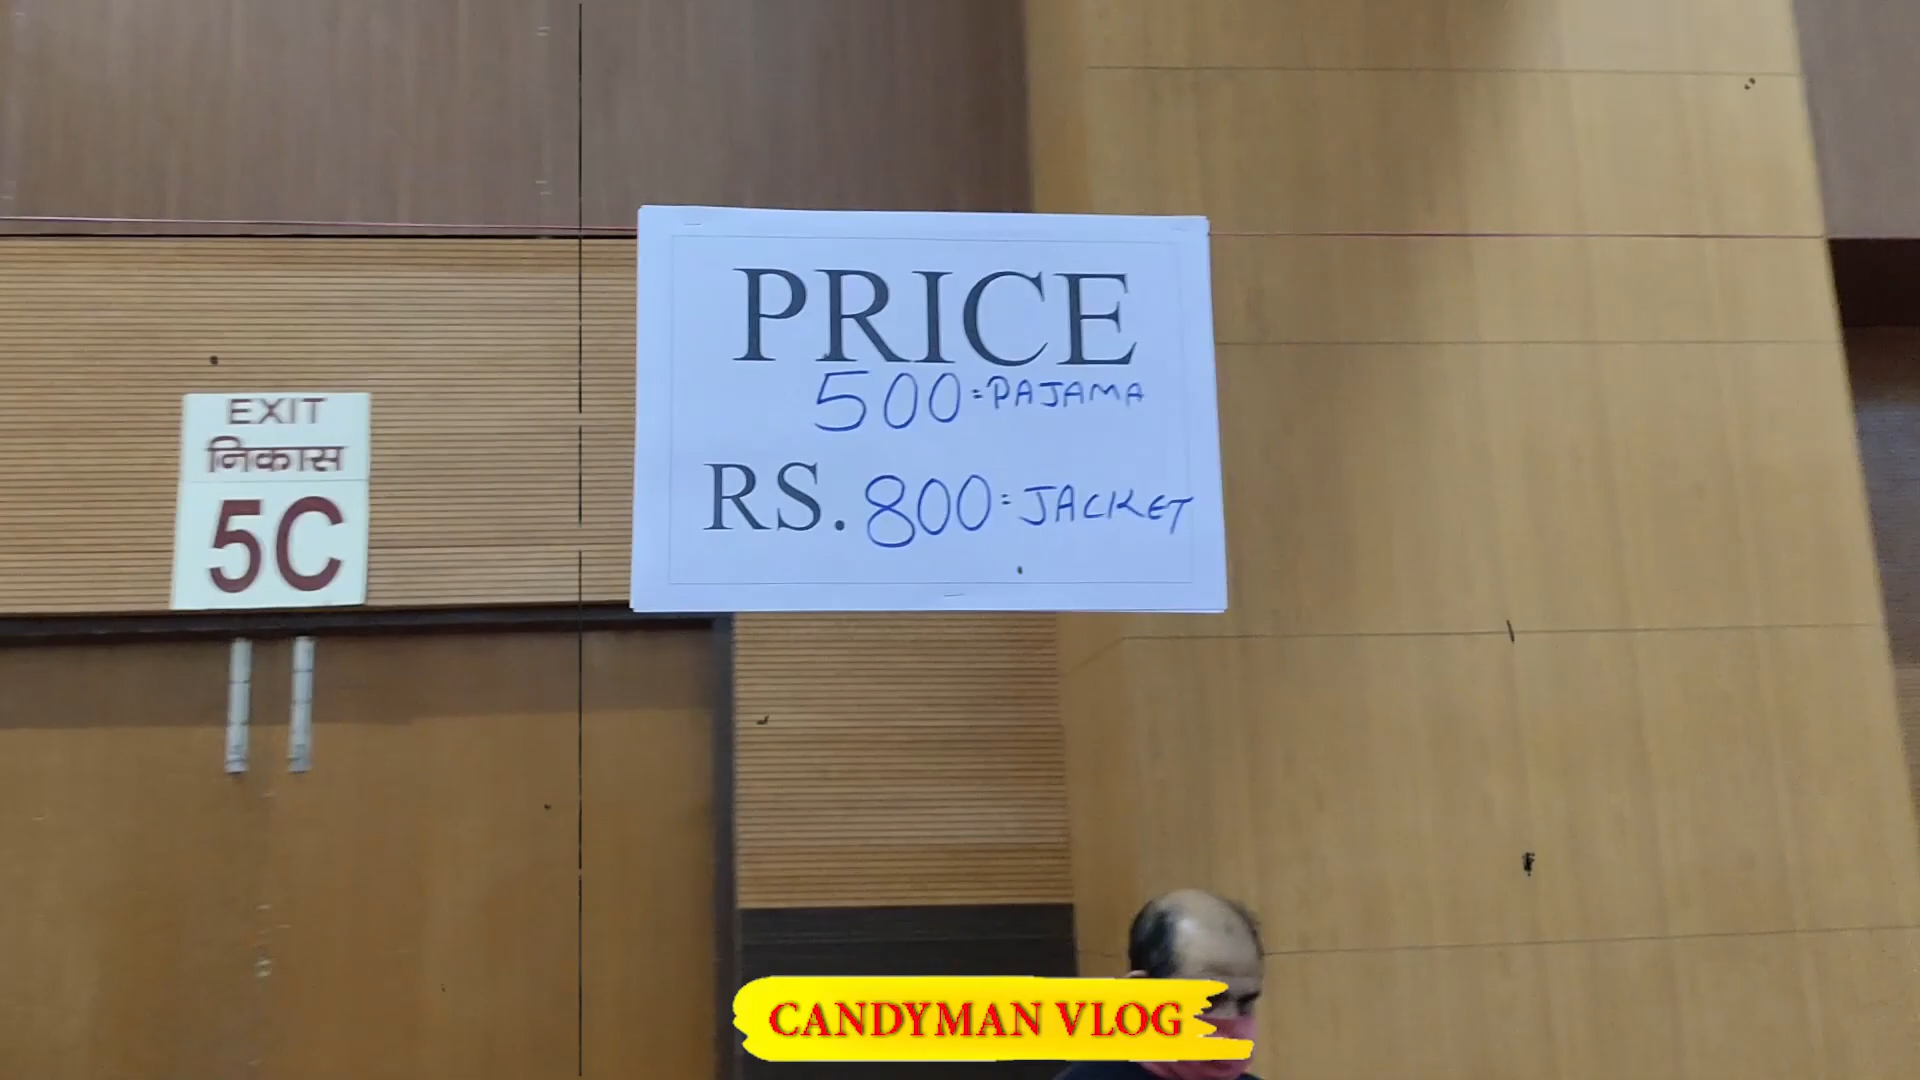 EXIT
निकास
5C
PRICE
500=PAJAMA
RS. 800=JACKET
CANDYMAN VLOG